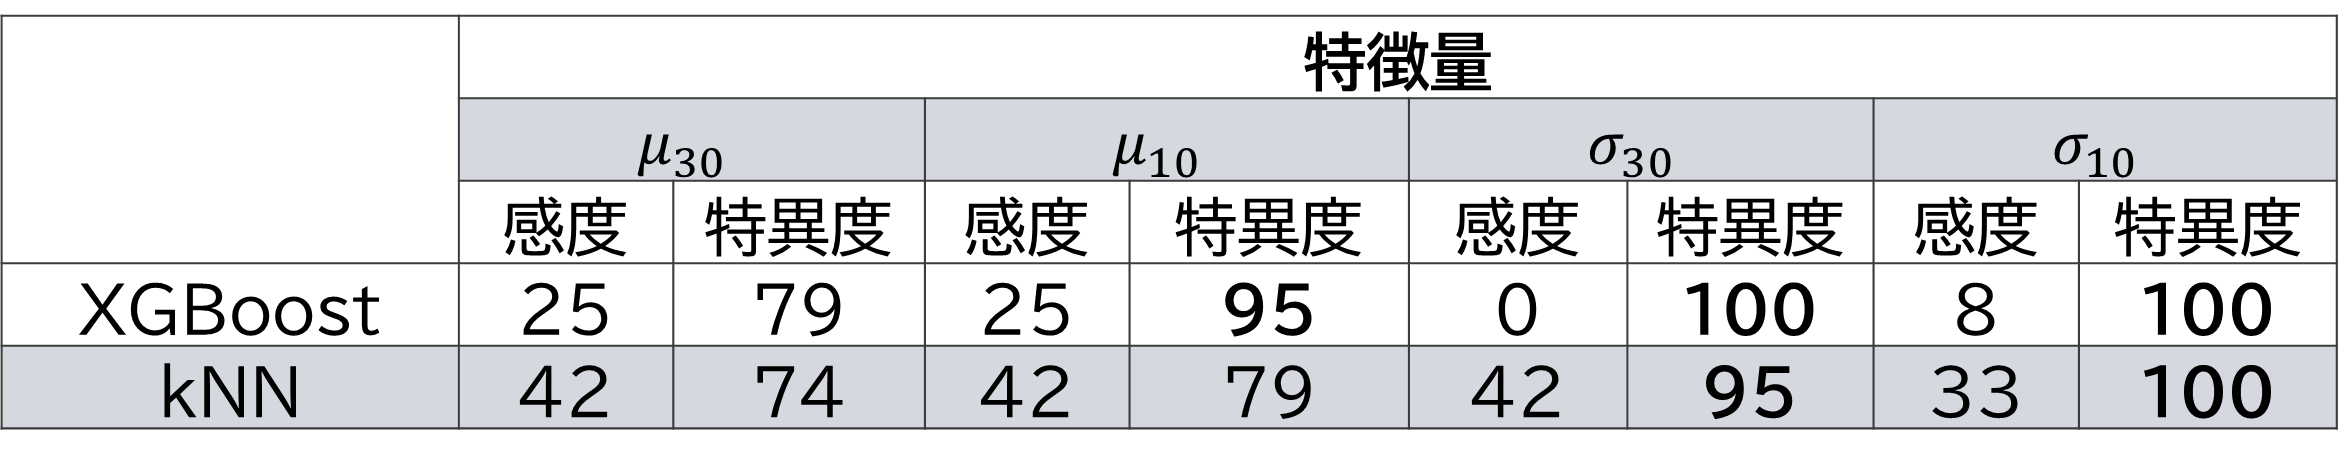 特徴量
μ30 μ10 σ30 σ10
感度 特異度 感度 特異度 感度 特異度 感度 特異度
XGBoost 25 79 25 95 0 100 8 100
kNN 42 74 42 79 42 95 33 100